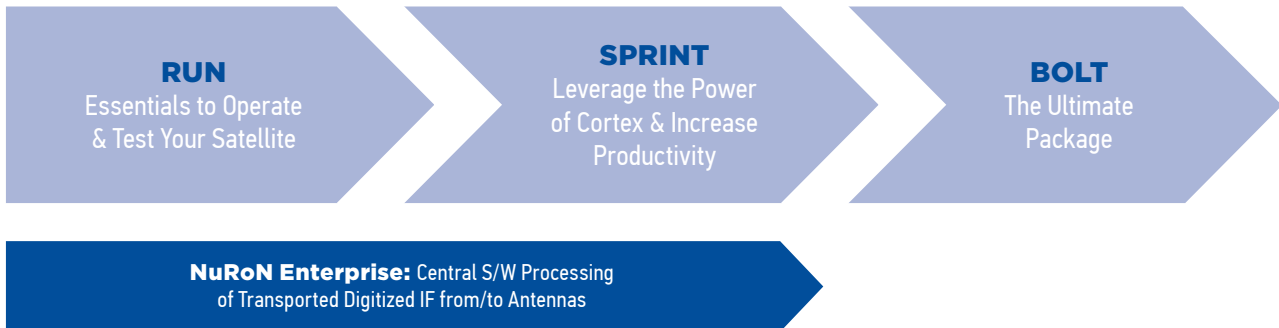 RUN
Essentials to Operate
& Test Your Satellite
SPRINT
Leverage the Power
of Cortex & Increase
Productivity
BOLT
The Ultimate
Package
NuRoN Enterprise: Central S/W Processing
of Transported Digitized IF from/to Antennas